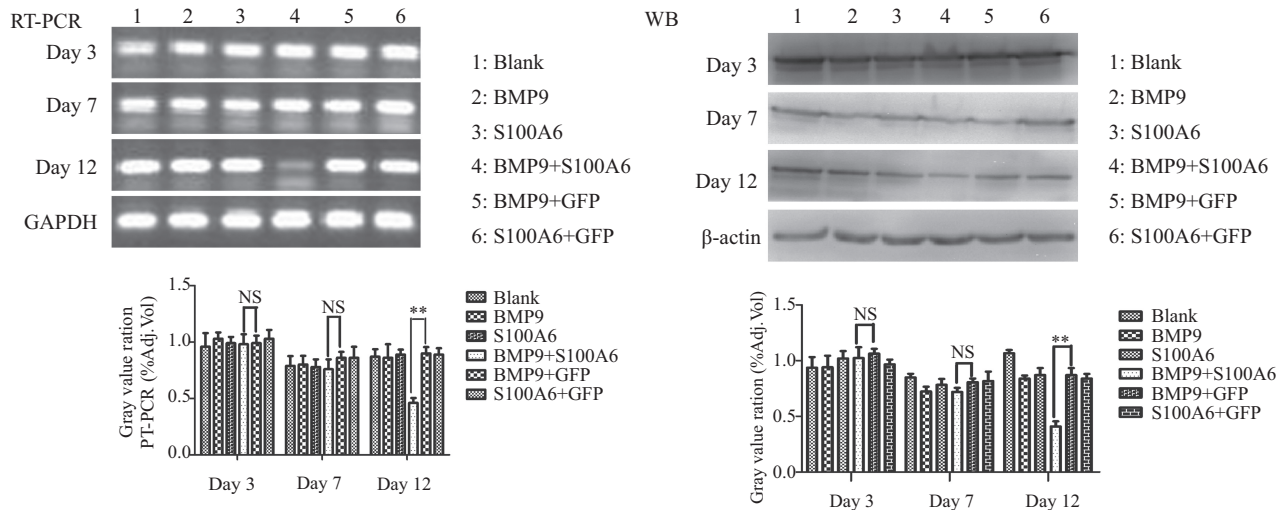 RT-PCR 1 2 3 4 5 6
Day 3
Day 7
Day 12
GAPDH
1: Blank
2: BMP9
3: S100A6
4: BMP9+S100A6
5: BMP9+GFP
6: S100A6+GFP
WB 1 2 3 4 5 6
Day 3
Day 7
Day 12
β-actin
1: Blank
2: BMP9
3: S100A6
4: BMP9+S100A6
5: BMP9+GFP
6: S100A6+GFP
Gray value ration
PT-PCR (%Adj.Vol)
1.5
1.0
0.5
0.0
NS
NS
**
Day 3 Day 7 Day 12
Blank
BMP9
S100A6
BMP9+S100A6
BMP9+GFP
S100A6+GFP
Gray value ration (%Adj.Vol)
1.5
1.0
0.5
0.0
NS
NS
**
Day 3 Day 7 Day 12
Blank
BMP9
S100A6
BMP9+S100A6
BMP9+GFP
S100A6+GFP